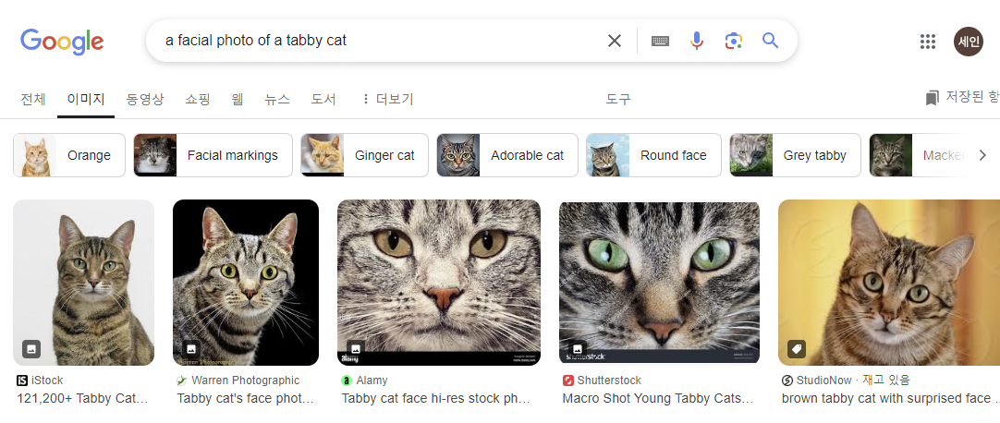 Google
a facial photo of a tabby cat
세인
전체 이미지 동영상 쇼핑 웹 뉴스 도서 더보기 도구 저장된 항
Orange Facial markings Ginger cat Adorable cat Round face Grey tabby Macker
iStock
121,200+ Tabby Cat...
Warren Photographic
Tabby cat's face phot...
alamy
a Alamy
Tabby cat face hi-res stock ph...
shutterstock
Shutterstock
Macro Shot Young Tabby Cats...
StudioNow · 재고 있음
brown tabby cat with surprised face ...